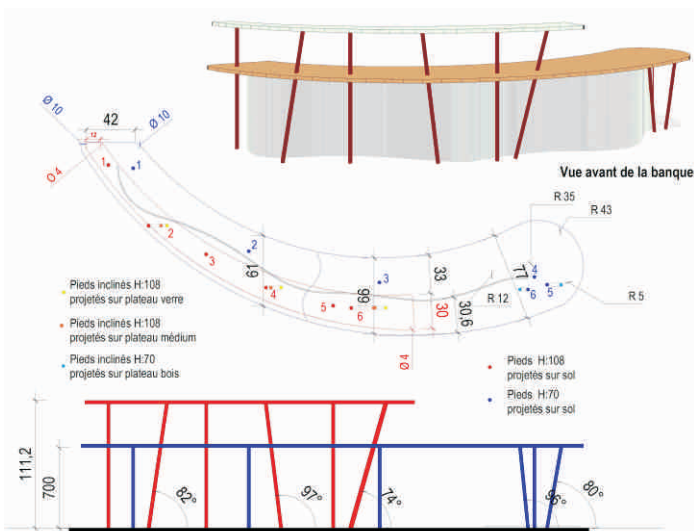 Vue avant de la banque
Ø 10
42
Ø 10
12
Ø 4
1
1
2
3
2
61
4
5
6
3
66
33
30
30,6
Ø 4
R 12
77
4
5
6
R 35
R 43
R 5
Pieds inclinés H:108
projetés sur plateau verre
Pieds inclinés H:108
projetés sur plateau médium
Pieds inclinés H:70
projetés sur plateau bois
Pieds H:108
projetés sur sol
Pieds H:70
projetés sur sol
111,2
700
82°
97°
74°
96°
80°